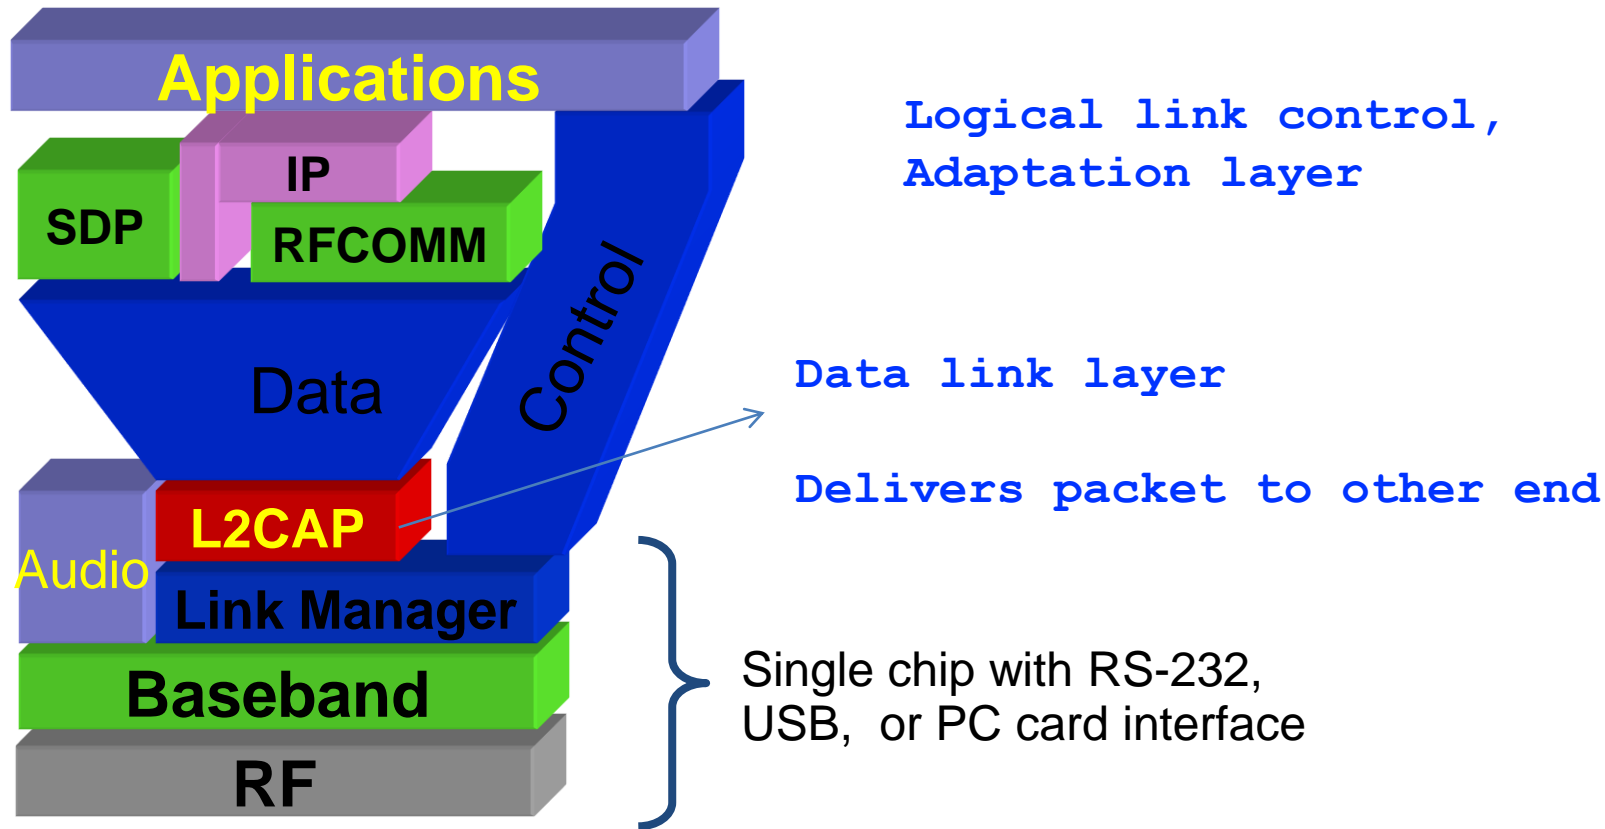 Applications
Logical link control,
Adaptation layer
IP
SDP
RFCOMM
Control
Data
Data link layer
Delivers packet to other end
L2CAP
Audio
Link Manager
Single chip with RS-232,
USB, or PC card interface
Baseband
RF